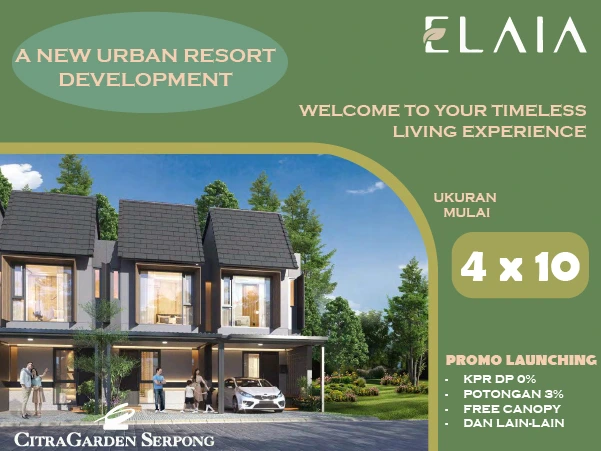 A NEW URBAN RESORT
DEVELOPMENT
ELAIA
WELCOME TO YOUR TIMELESS
LIVING EXPERIENCE
UKURAN
MULAI
4 x 10
PROMO LAUNCHING
- KPR DP 0%
- POTONGAN 3%
- FREE CANOPY
- DAN LAIN-LAIN
CITRAGARDEN SERPONG